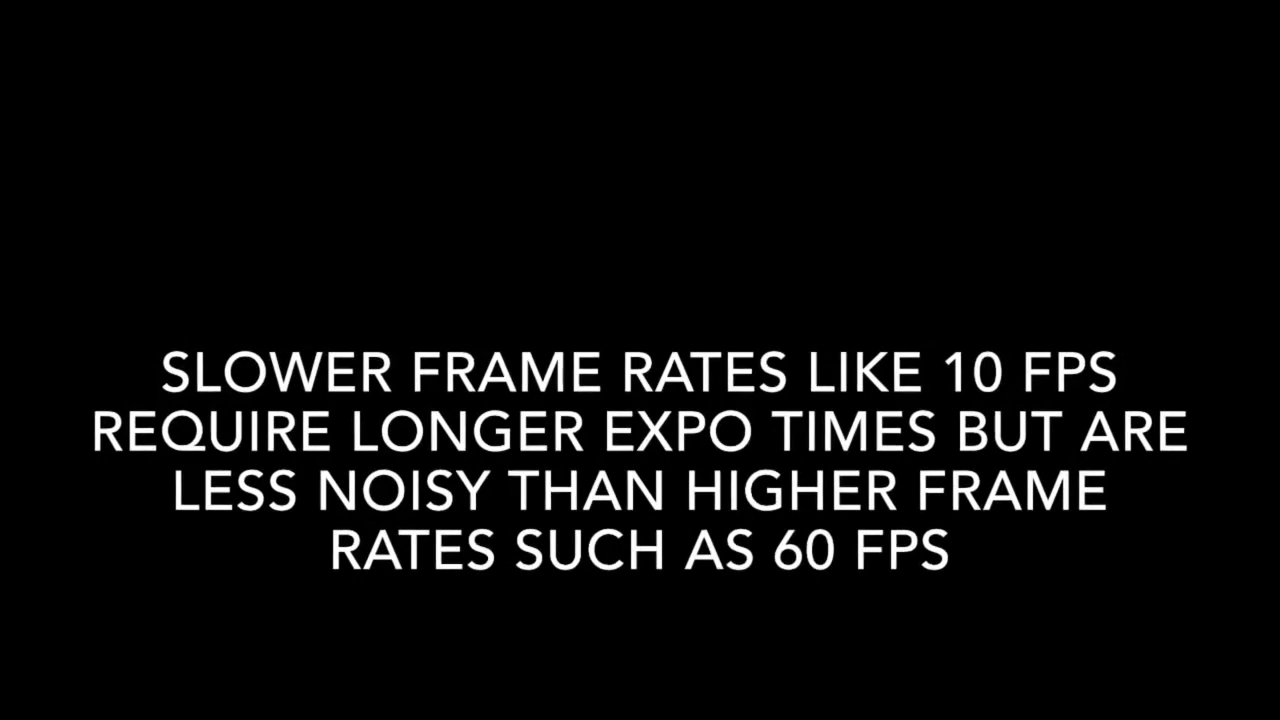 SLOWER FRAME RATES LIKE 10 FPS
REQUIRE LONGER EXPO TIMES BUT ARE
LESS NOISY THAN HIGHER FRAME
RATES SUCH AS 60 FPS